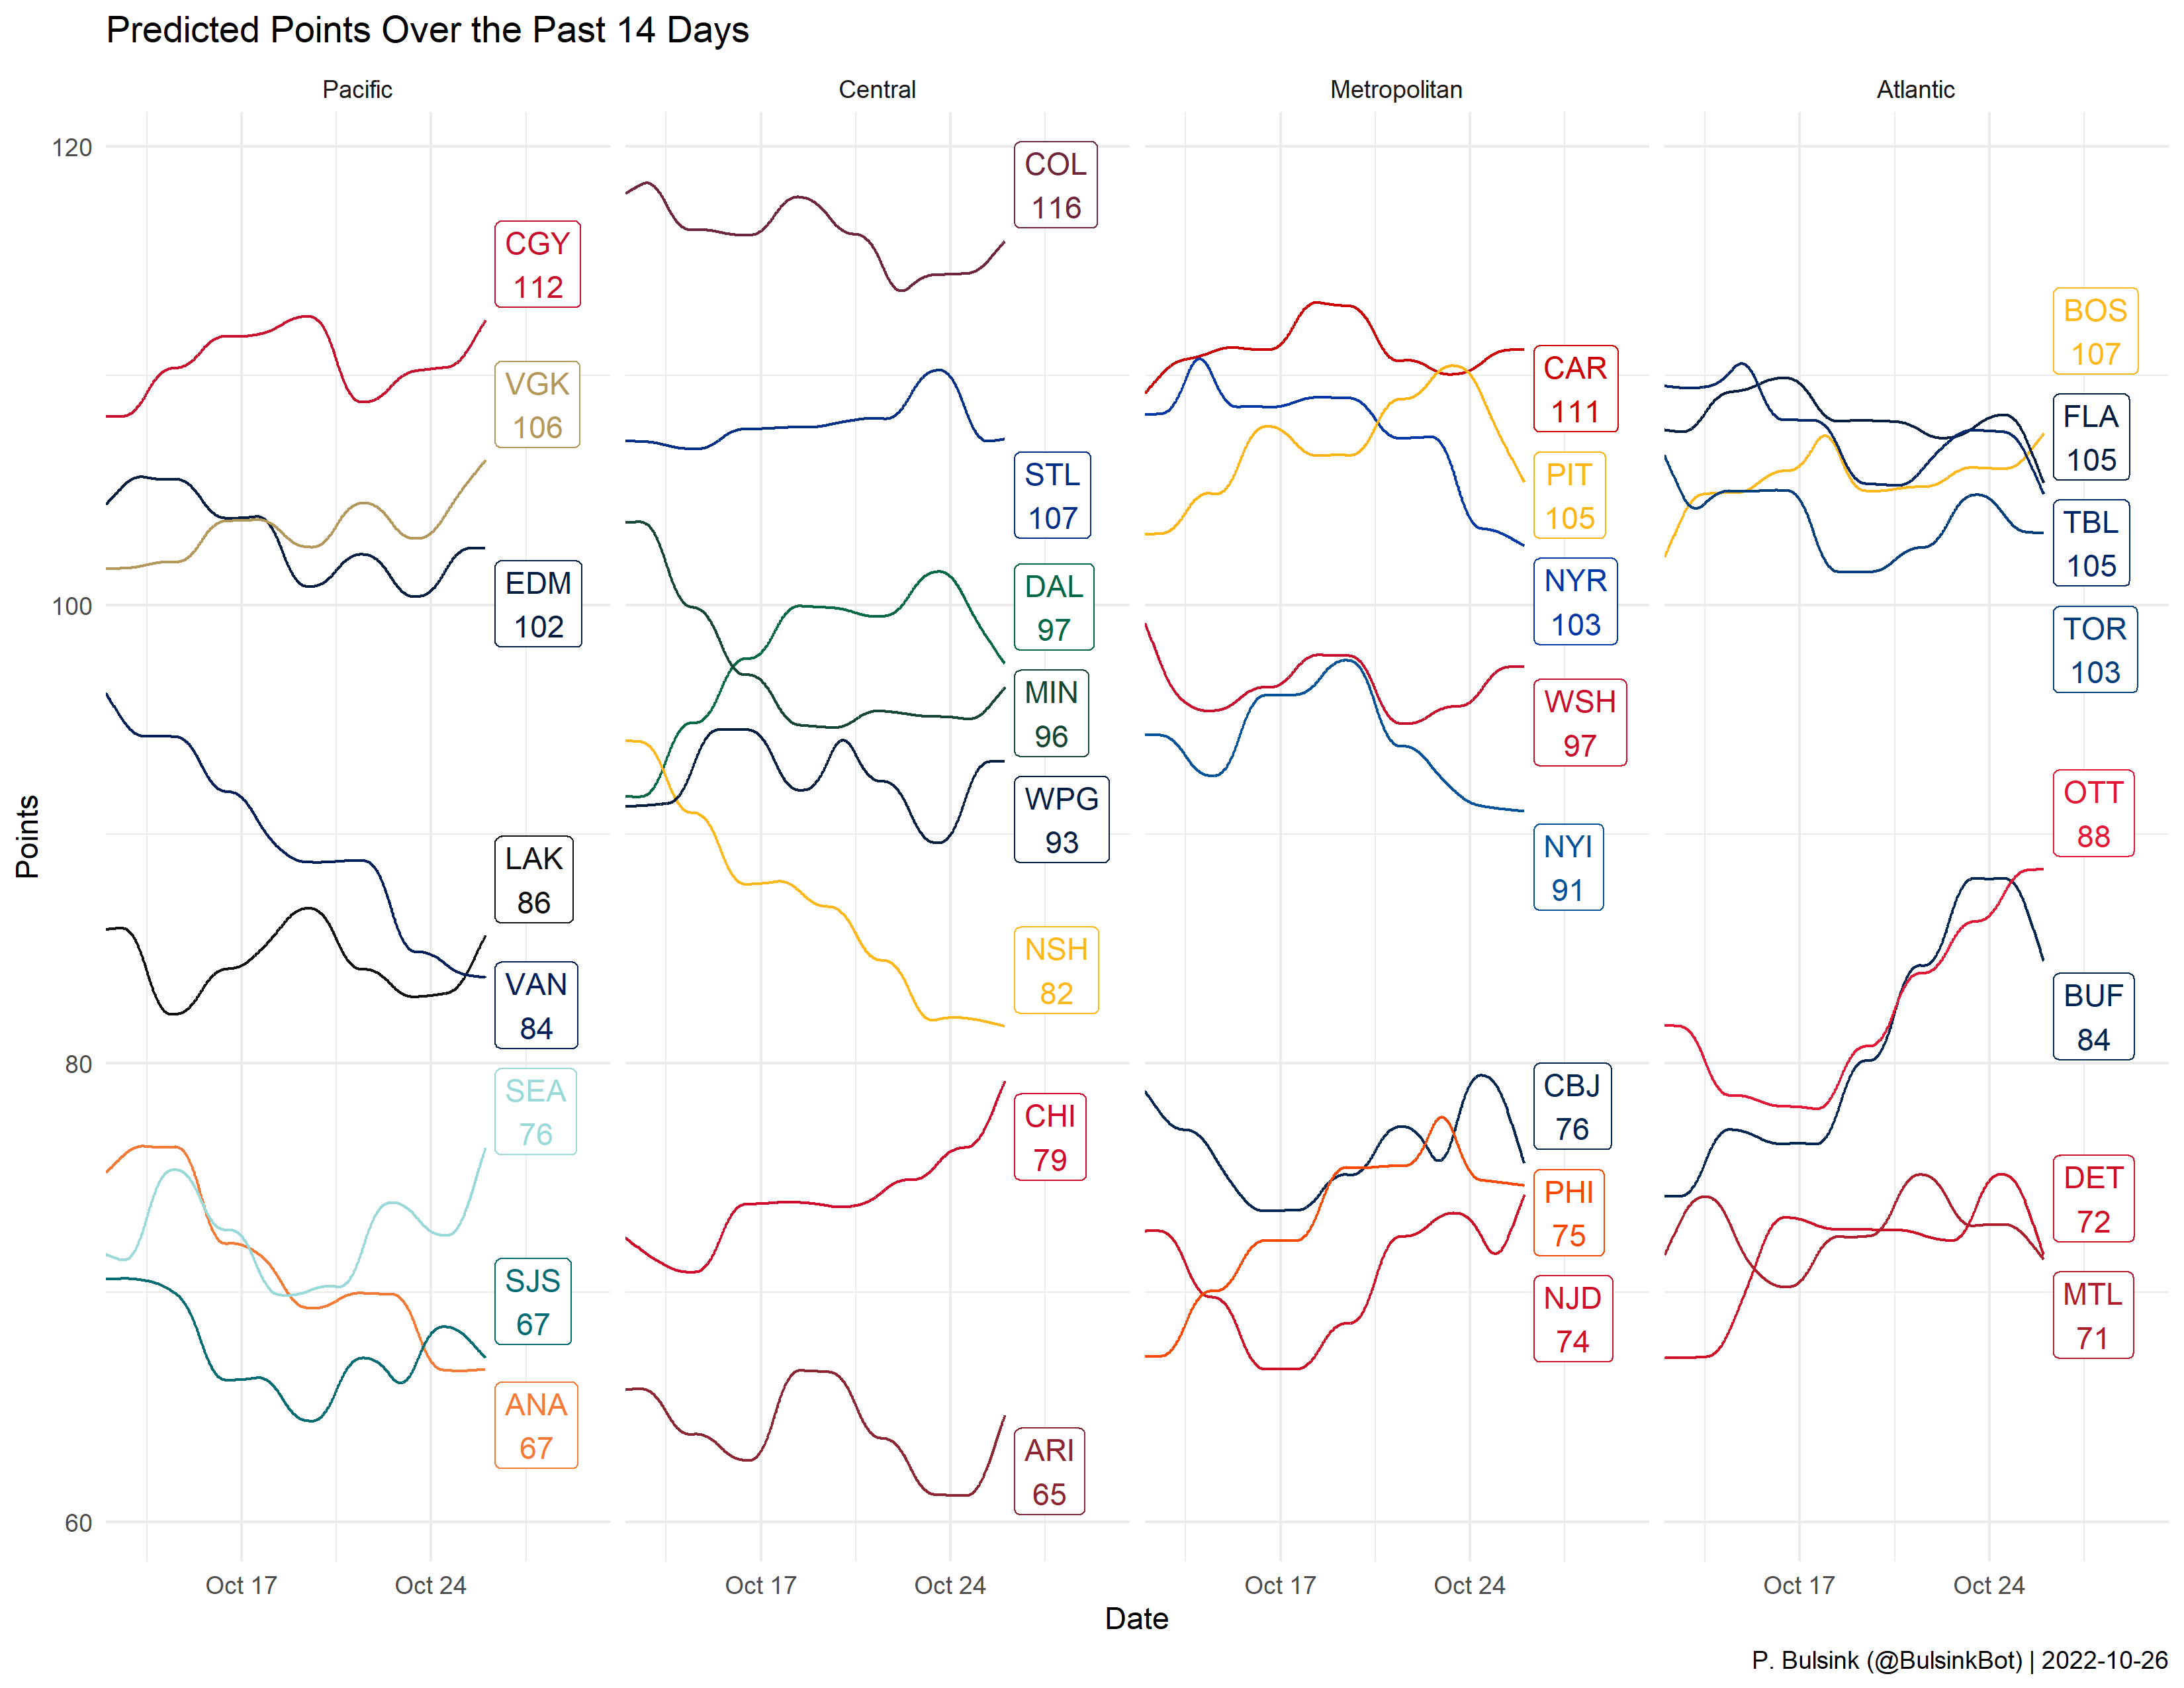 Predicted Points Over the Past 14 Days
Pacific
Central
Metropolitan
Atlantic
Points
120
100
80
60
CGY
112
VGK
106
EDM
102
LAK
86
VAN
84
SEA
76
SJS
67
ANA
67
COL
116
STL
107
DAL
97
MIN
96
WPG
93
NSH
82
CHI
79
ARI
65
CAR
111
PIT
105
NYR
103
WSH
97
NYI
91
CBJ
76
PHI
75
NJD
74
BOS
107
FLA
105
TBL
105
TOR
103
OTT
88
BUF
84
DET
72
MTL
71
Oct 17
Oct 24
Oct 17
Oct 24
Oct 17
Oct 24
Oct 17
Oct 24
Date
P. Bulsink (@BulsinkBot) | 2022-10-26